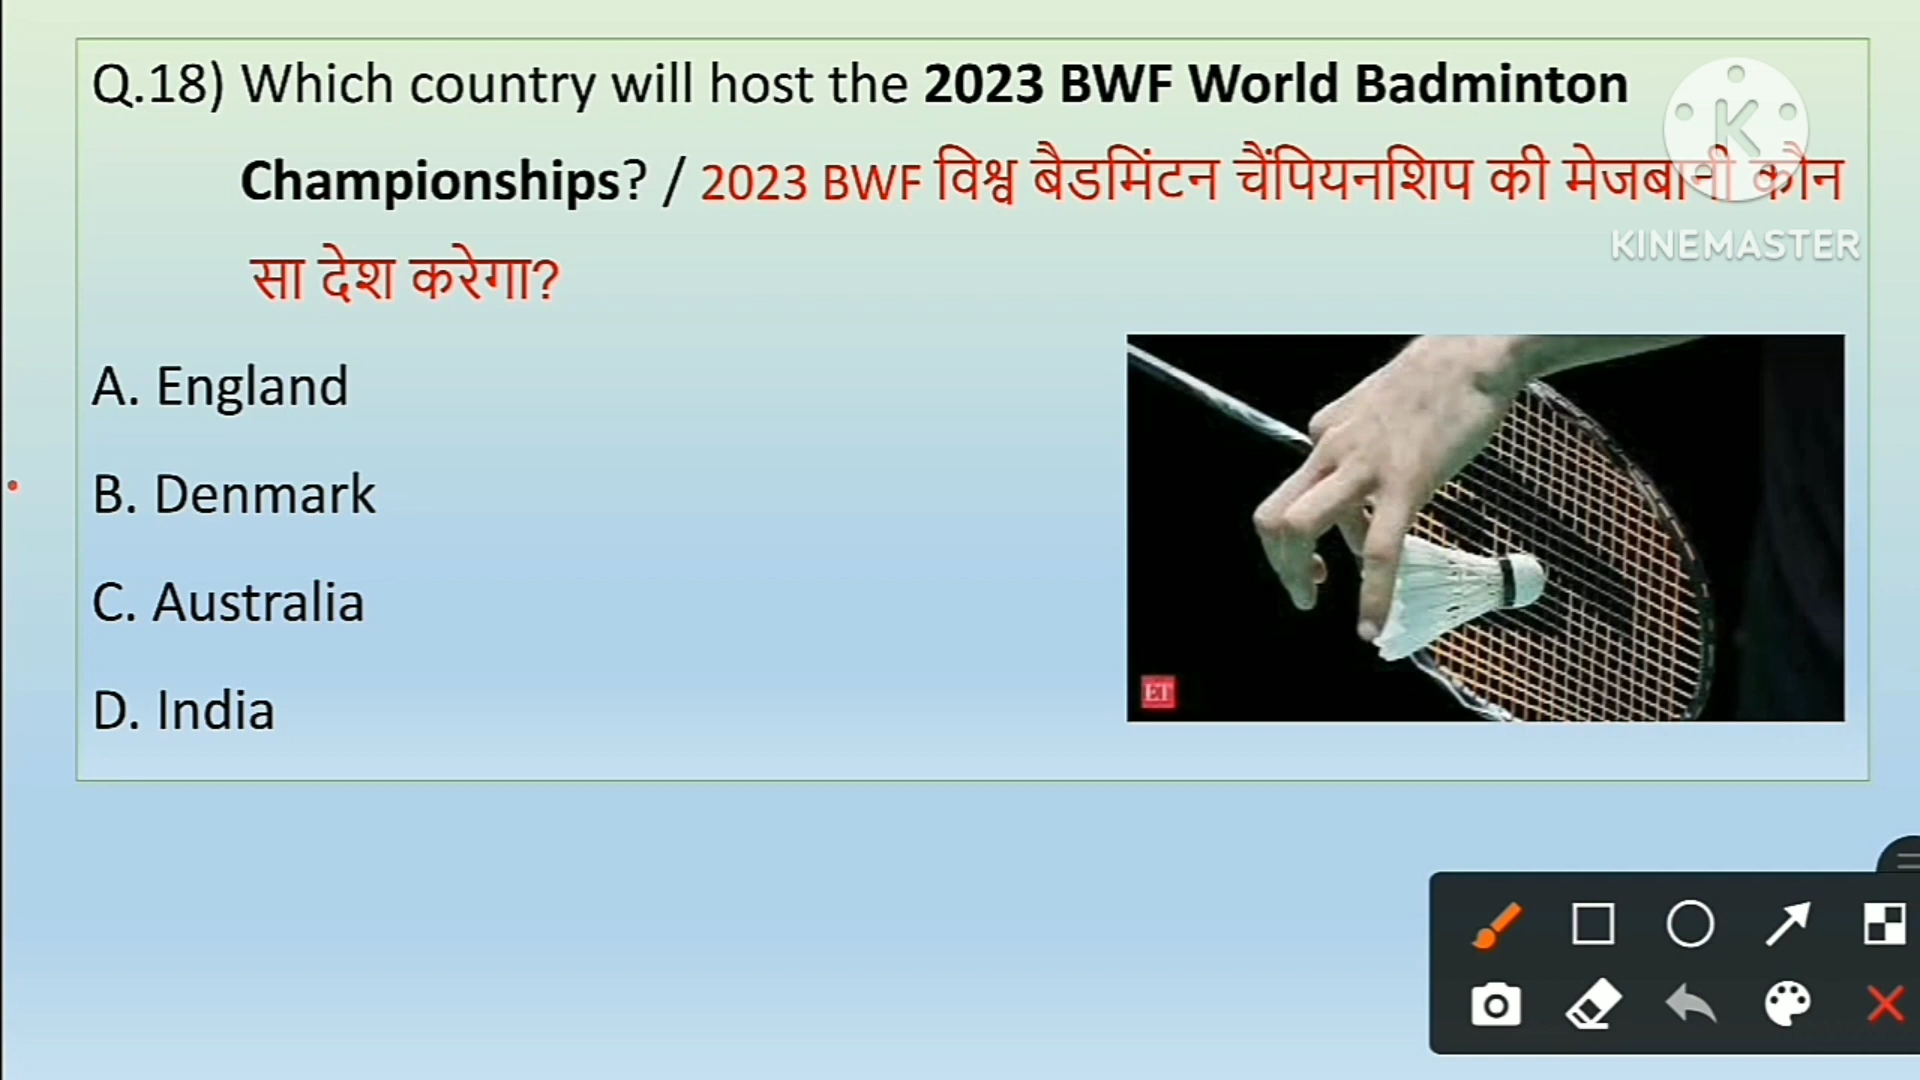 Q.18) Which country will host the 2023 BWF World Badminton
Championships? / 2023 BWF विश्व बैडमिंटन चैंपियनशिप की मेजबानी कौन
सा देश करेगा?
KINEMASTER
A. England
B. Denmark
C. Australia
D. India
ET